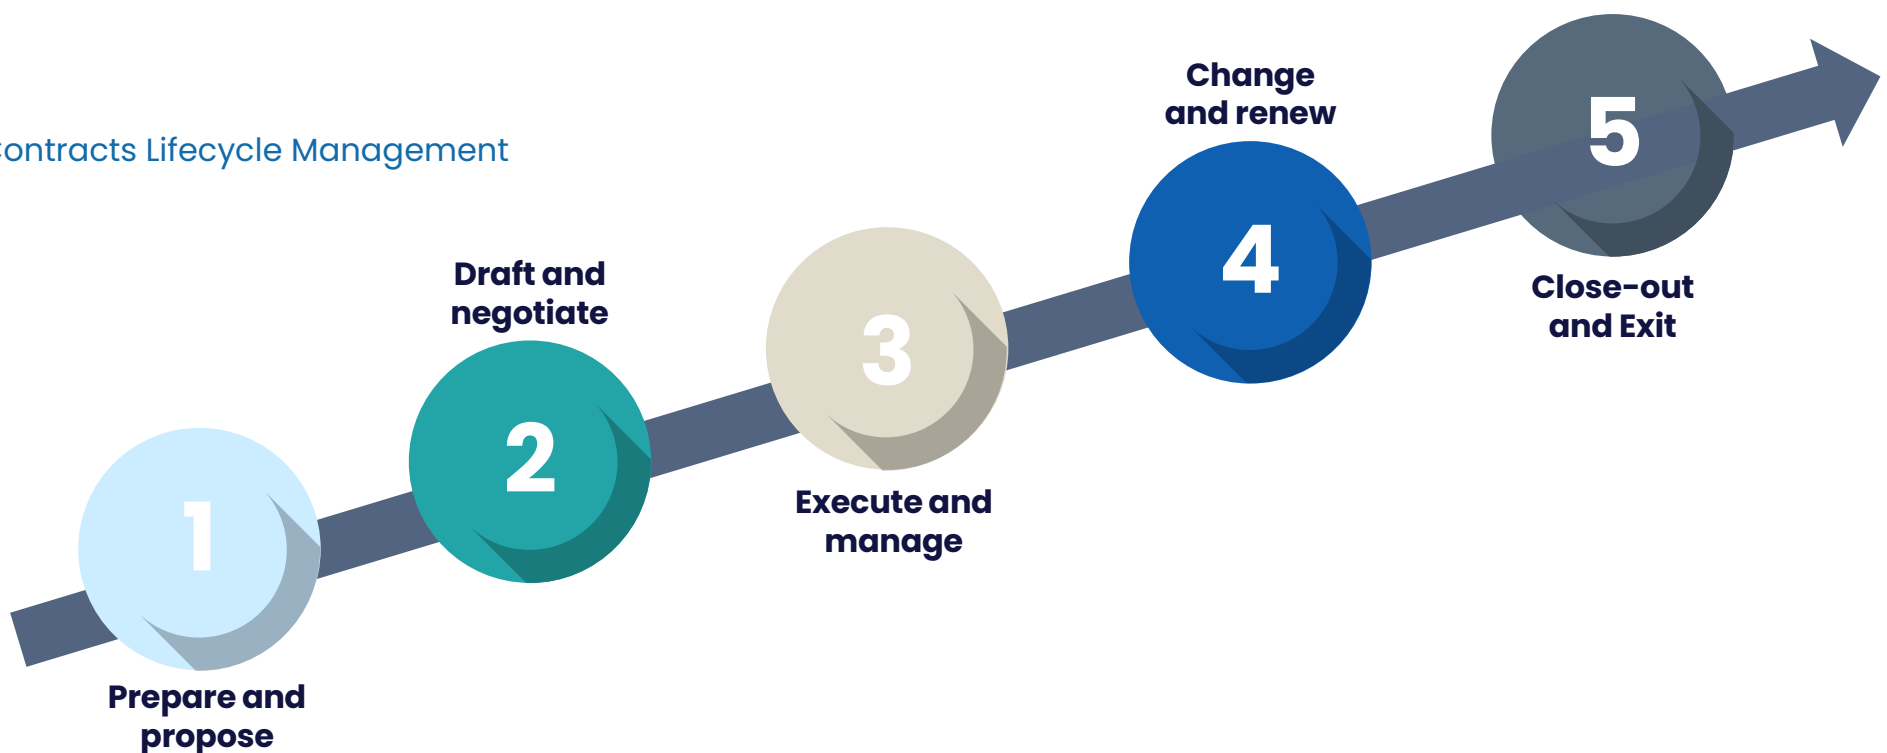 ontracts Lifecycle Management
1
Prepare and
propose
2
Draft and
negotiate
3
Execute and
manage
4
Change
and renew
5
Close-out
and Exit